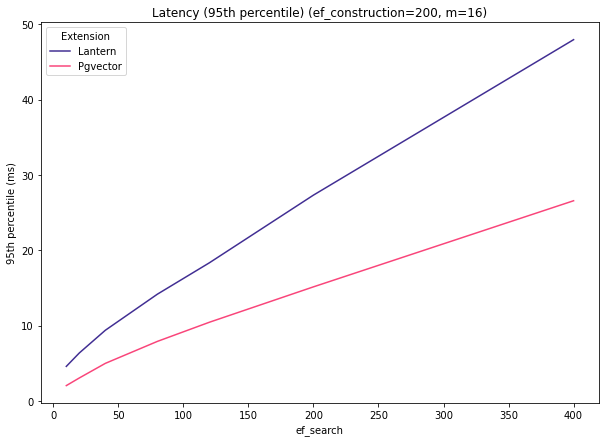 Latency (95th percentile) (ef_construction=200, m=16)
Extension
Lantern
Pgvector
95th percentile (ms)
50
40
30
20
10
0
0 50 100 150 200 250 300 350 400
ef_search